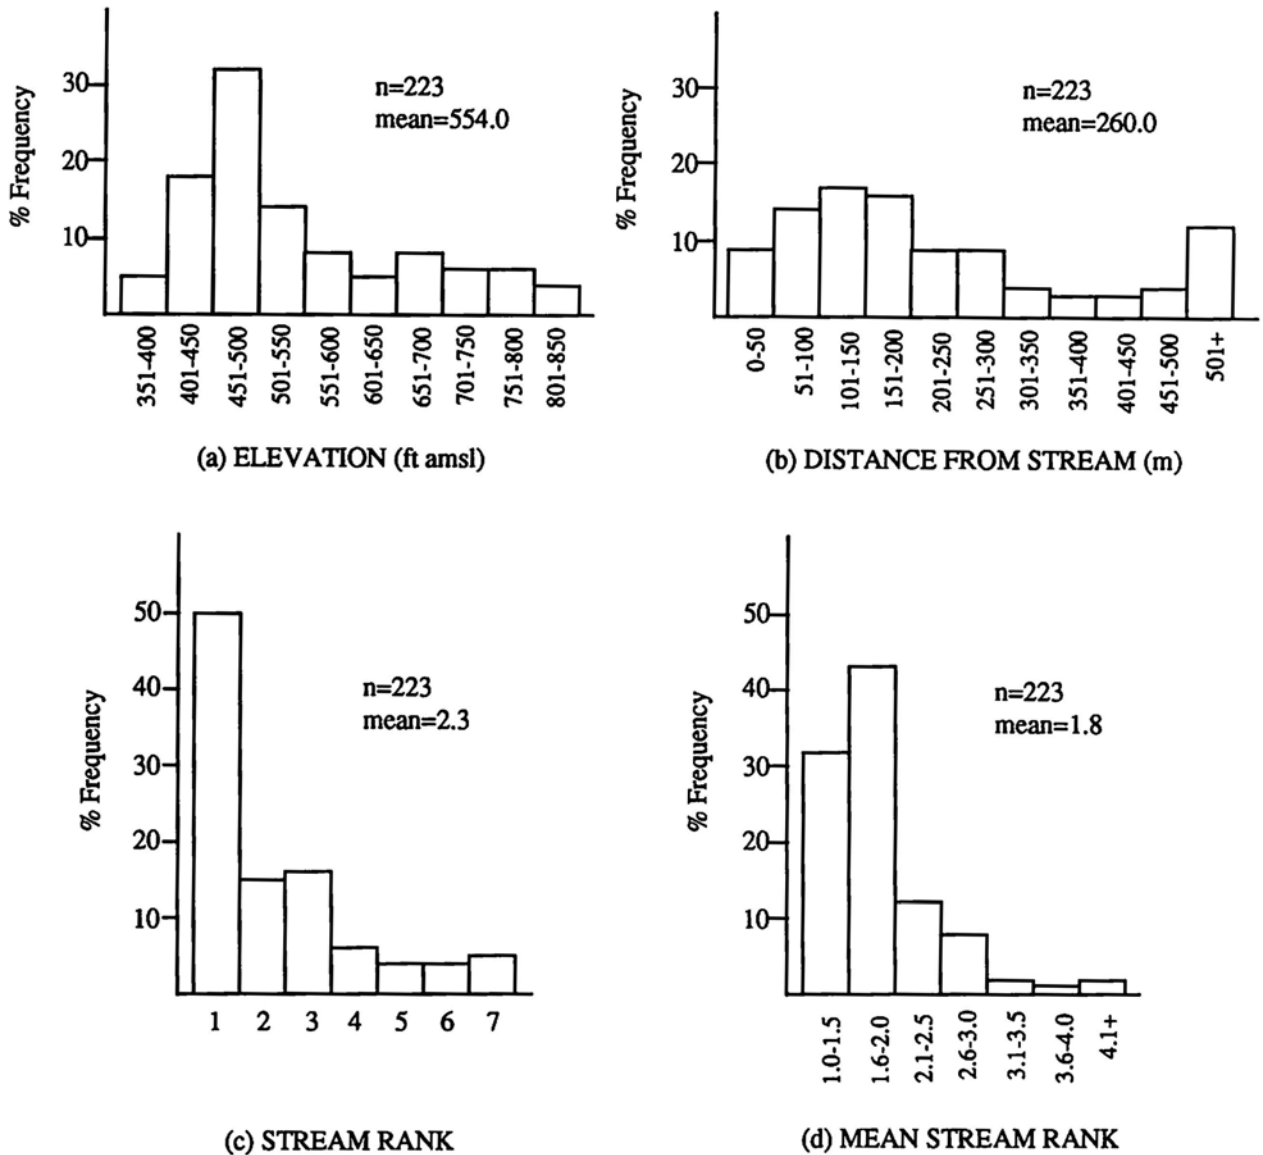 % Frequency
30
20
10
n=223
mean=554.0
351-400
401-450
451-500
501-550
551-600
601-650
651-700
701-750
751-800
801-850
(a) ELEVATION (ft amsl)
% Frequency
30
20
10
n=223
mean=260.0
0-50
51-100
101-150
151-200
201-250
251-300
301-350
351-400
401-450
451-500
501+
(b) DISTANCE FROM STREAM (m)
% Frequency
50
40
30
20
10
n=223
mean=2.3
1 2 3 4 5 6 7
(c) STREAM RANK
% Frequency
50
40
30
20
10
n=223
mean=1.8
1.0-1.5
1.6-2.0
2.1-2.5
2.6-3.0
3.1-3.5
3.6-4.0
4.1+
(d) MEAN STREAM RANK